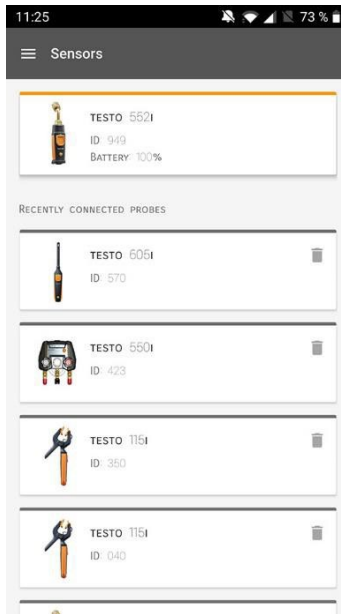 11:25
73 %
Sensors
TESTO 552I
ID: 949
BATTERY: 100%
RECENTLY CONNECTED PROBES
TESTO 605I
ID: 570
TESTO 550I
ID: 423
TESTO 115I
ID: 350
TESTO 115I
ID: 040